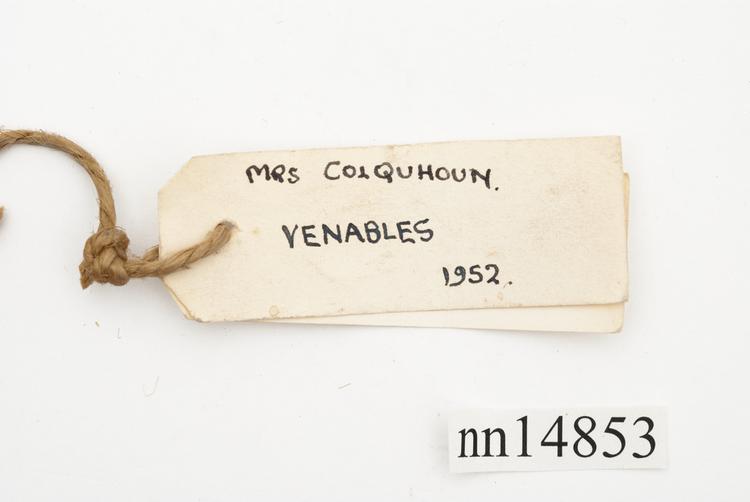 MRS COLQUHOUN.
VENABLES
1952.
nn14853